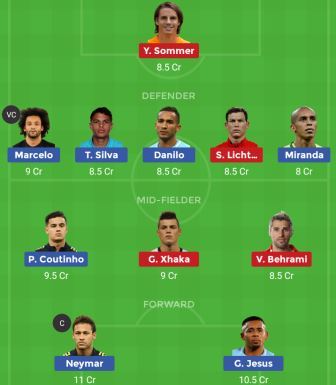 Y. Sommer
8.5 Cr
DEFENDER
VC
Marcelo
T. Silva
Danilo
S. Licht...
Miranda
9 Cr
8.5 Cr
8.5 Cr
8.5 Cr
8 Cr
MID-FIELDER
P. Coutinho
G. Xhaka
V. Behrami
9.5 Cr
9 Cr
8.5 Cr
FORWARD
C
Neymar
G. Jesus
11 Cr
10.5 Cr